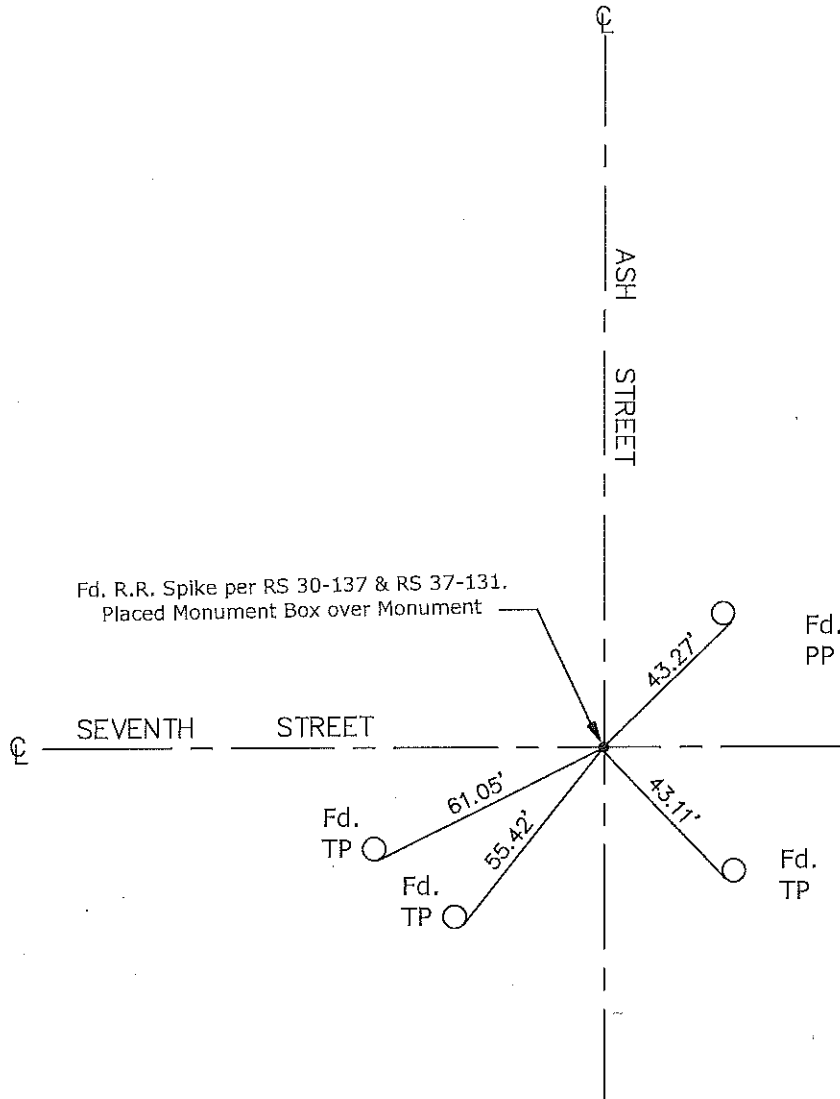 ℄
ASH STREET
Fd. R.R. Spike per RS 30-137 & RS 37-131.
Placed Monument Box over Monument
43.27'
Fd.
PP
℄ SEVENTH STREET
61.05'
Fd.
TP
55.42'
43.11'
Fd.
TP
Fd.
TP